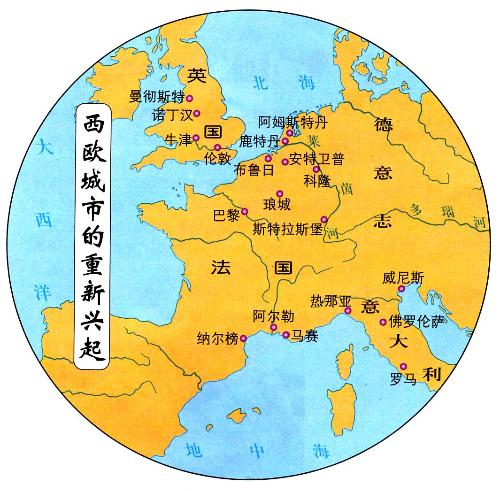 西欧城市的重新兴起
英国
北海
大西洋
曼彻斯特
诺丁汉
牛津
伦敦
阿姆斯特丹
鹿特丹
安特卫普
布鲁日
科隆
莱茵河
德意志
琅城
巴黎
斯特拉斯堡
多瑙河
法国
威尼斯
热那亚
意大利
佛罗伦萨
阿尔勒
马赛
纳尔榜
罗马
地中海